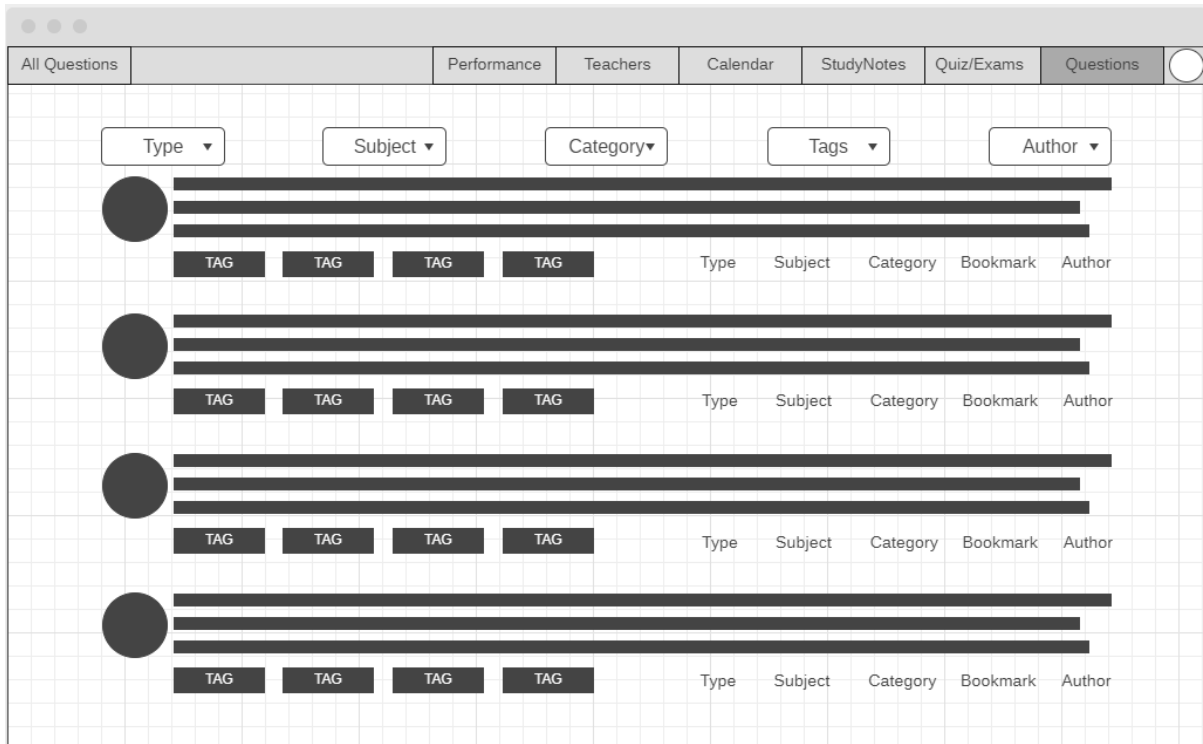 All Questions Performance Teachers Calendar StudyNotes Quiz/Exams Questions
Type Subject Category Tags Author
TAG TAG TAG TAG Type Subject Category Bookmark Author
TAG TAG TAG TAG Type Subject Category Bookmark Author
TAG TAG TAG TAG Type Subject Category Bookmark Author
TAG TAG TAG TAG Type Subject Category Bookmark Author